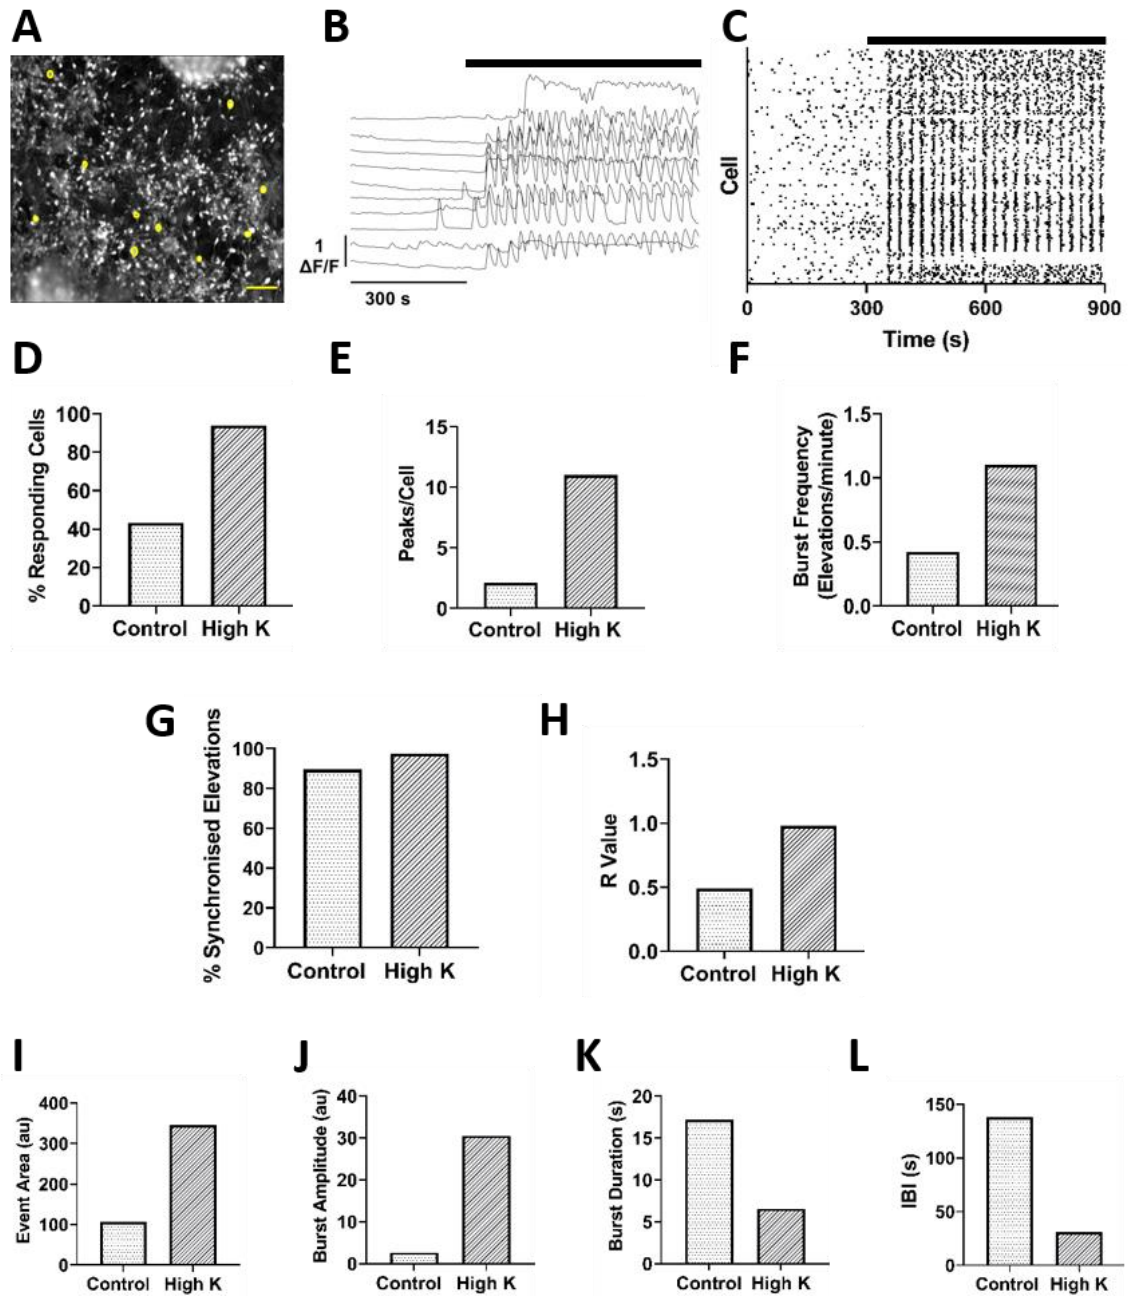 A
B
C
1
ΔF/F
300 s
Cell
0 300 600 900
Time (s)
D
E
F
% Responding Cells
100
80
60
40
20
0
Control High K
Peaks/Cell
15
10
5
0
Control High K
Burst Frequency
(Elevations/minute)
1.5
1.0
0.5
0.0
Control High K
G
H
% Synchronised Elevations
100
80
60
40
20
0
Control High K
R Value
1.5
1.0
0.5
0.0
Control High K
I
J
K
L
Event Area (au)
400
300
200
100
0
Control High K
Burst Amplitude (au)
40
30
20
10
0
Control High K
Burst Duration (s)
20
15
10
5
0
Control High K
IBI (s)
150
100
50
0
Control High K